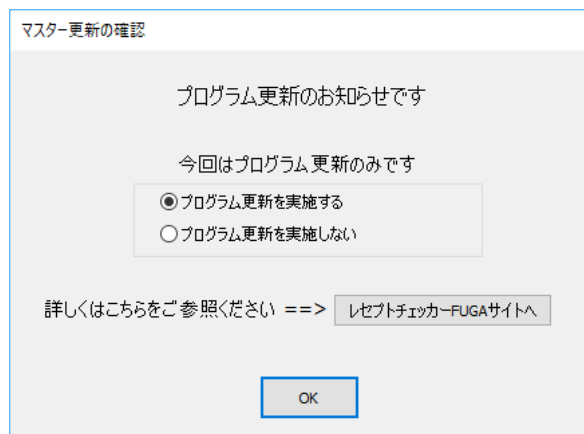 マスター更新の確認
プログラム更新のお知らせです
今回はプログラム更新のみです
プログラム更新を実施する
プログラム更新を実施しない
詳しくはこちらをご参照ください ==> レセプトチェッカーFUGAサイトへ
OK